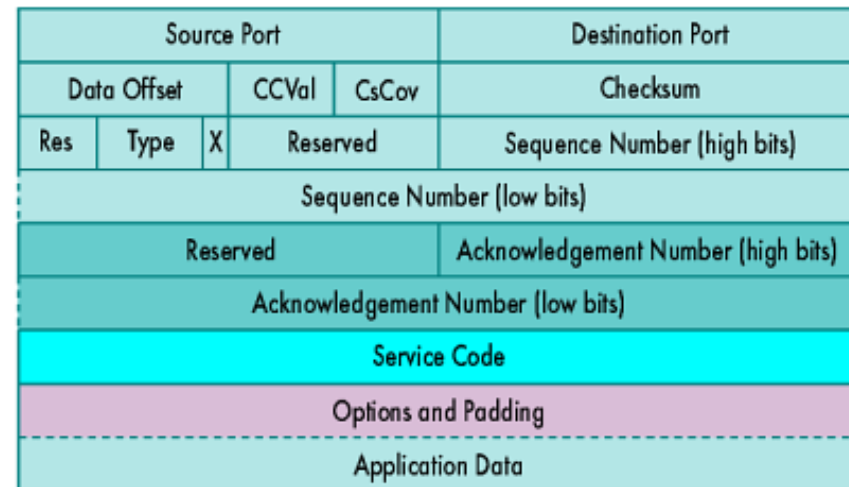 Source Port Destination Port
Data Offset CCVal CsCov Checksum
Res Type X Reserved Sequence Number (high bits)
Sequence Number (low bits)
Reserved Acknowledgement Number (high bits)
Acknowledgement Number (low bits)
Service Code
Options and Padding
Application Data